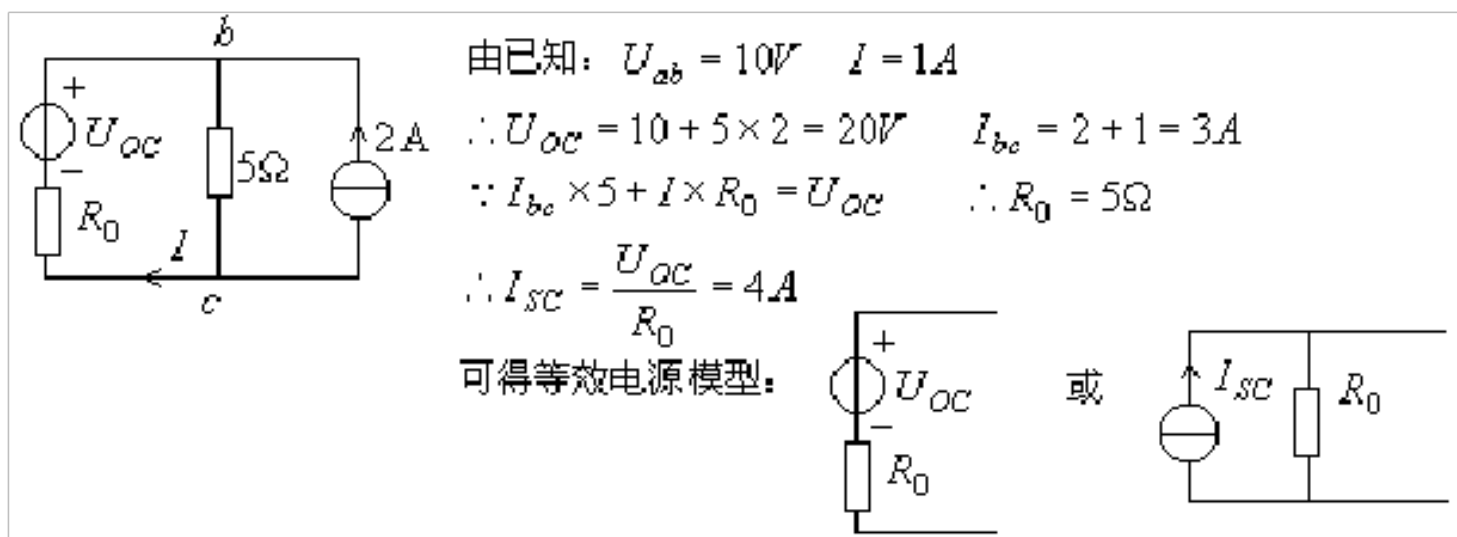 b
+
U_OC
−
R_0
I
c
5Ω
2A
由已知： U_ab = 10V I = 1A
∴ U_OC = 10 + 5 × 2 = 20V I_bc = 2 + 1 = 3A
∵ I_bc × 5 + I × R_0 = U_OC ∴ R_0 = 5Ω
∴ I_SC = U_OC / R_0 = 4A
可得等效电源模型：
+
U_OC
−
R_0
或
I_SC
R_0